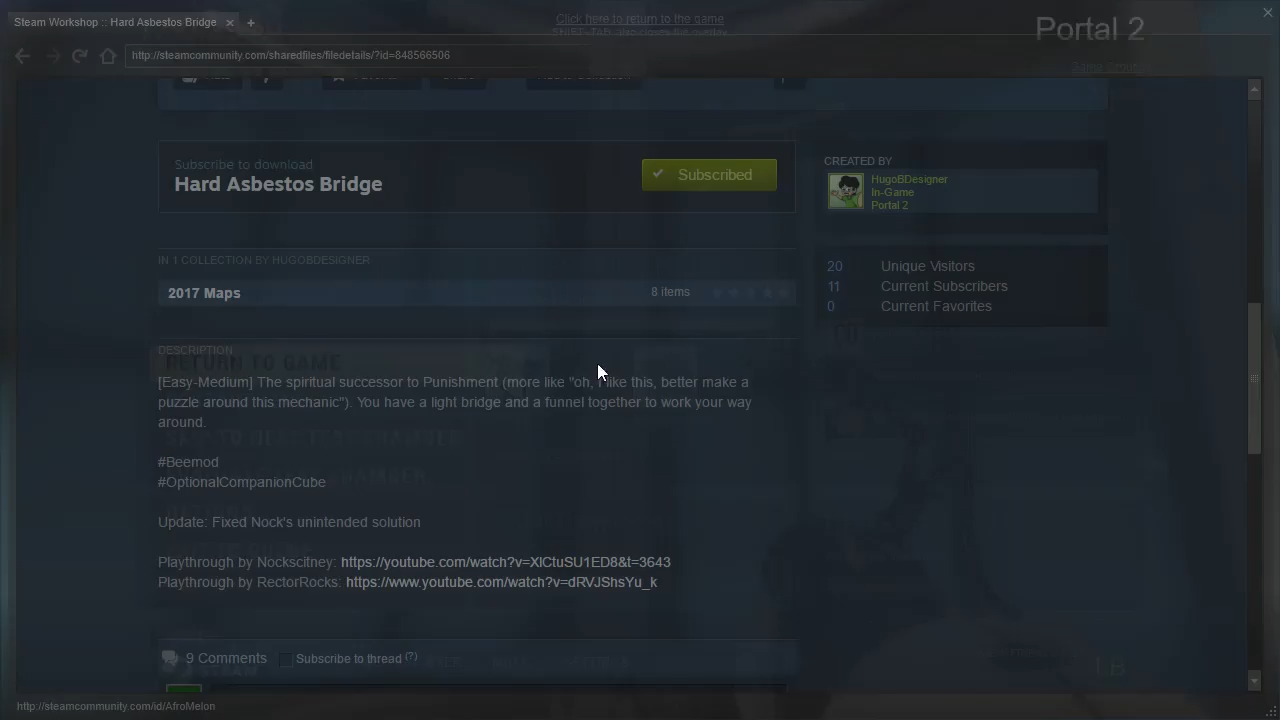 Steam Workshop :: Hard Asbestos Bridge
Click here to return to the game
Portal 2
http://steamcommunity.com/sharedfiles/filedetails/?id=848566506
Subscribe to download
Hard Asbestos Bridge
Subscribed
CREATED BY
HugoBDesigner
In-Game
Portal 2
IN 1 COLLECTION BY HUGOBDESIGNER
2017 Maps
8 items
20 Unique Visitors
11 Current Subscribers
0 Current Favorites
DESCRIPTION
RETURN TO GAME
[Easy-Medium] The spiritual successor to Punishment (more like "oh, I like this, better make a
puzzle around this mechanic"). You have a light bridge and a funnel together to work your way
around.
#Beemod
#OptionalCompanionCube
Update: Fixed Nock's unintended solution
Playthrough by Nockscitney: https://youtube.com/watch?v=XlCtuSU1ED8&t=3643
Playthrough by RectorRocks: https://www.youtube.com/watch?v=dRVJShsYu_k
9 Comments
Subscribe to thread (?)
http://steamcommunity.com/id/AfroMelon